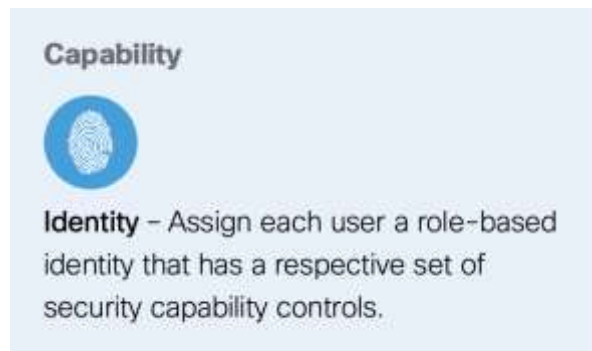 Capability
Identity – Assign each user a role-based
identity that has a respective set of
security capability controls.